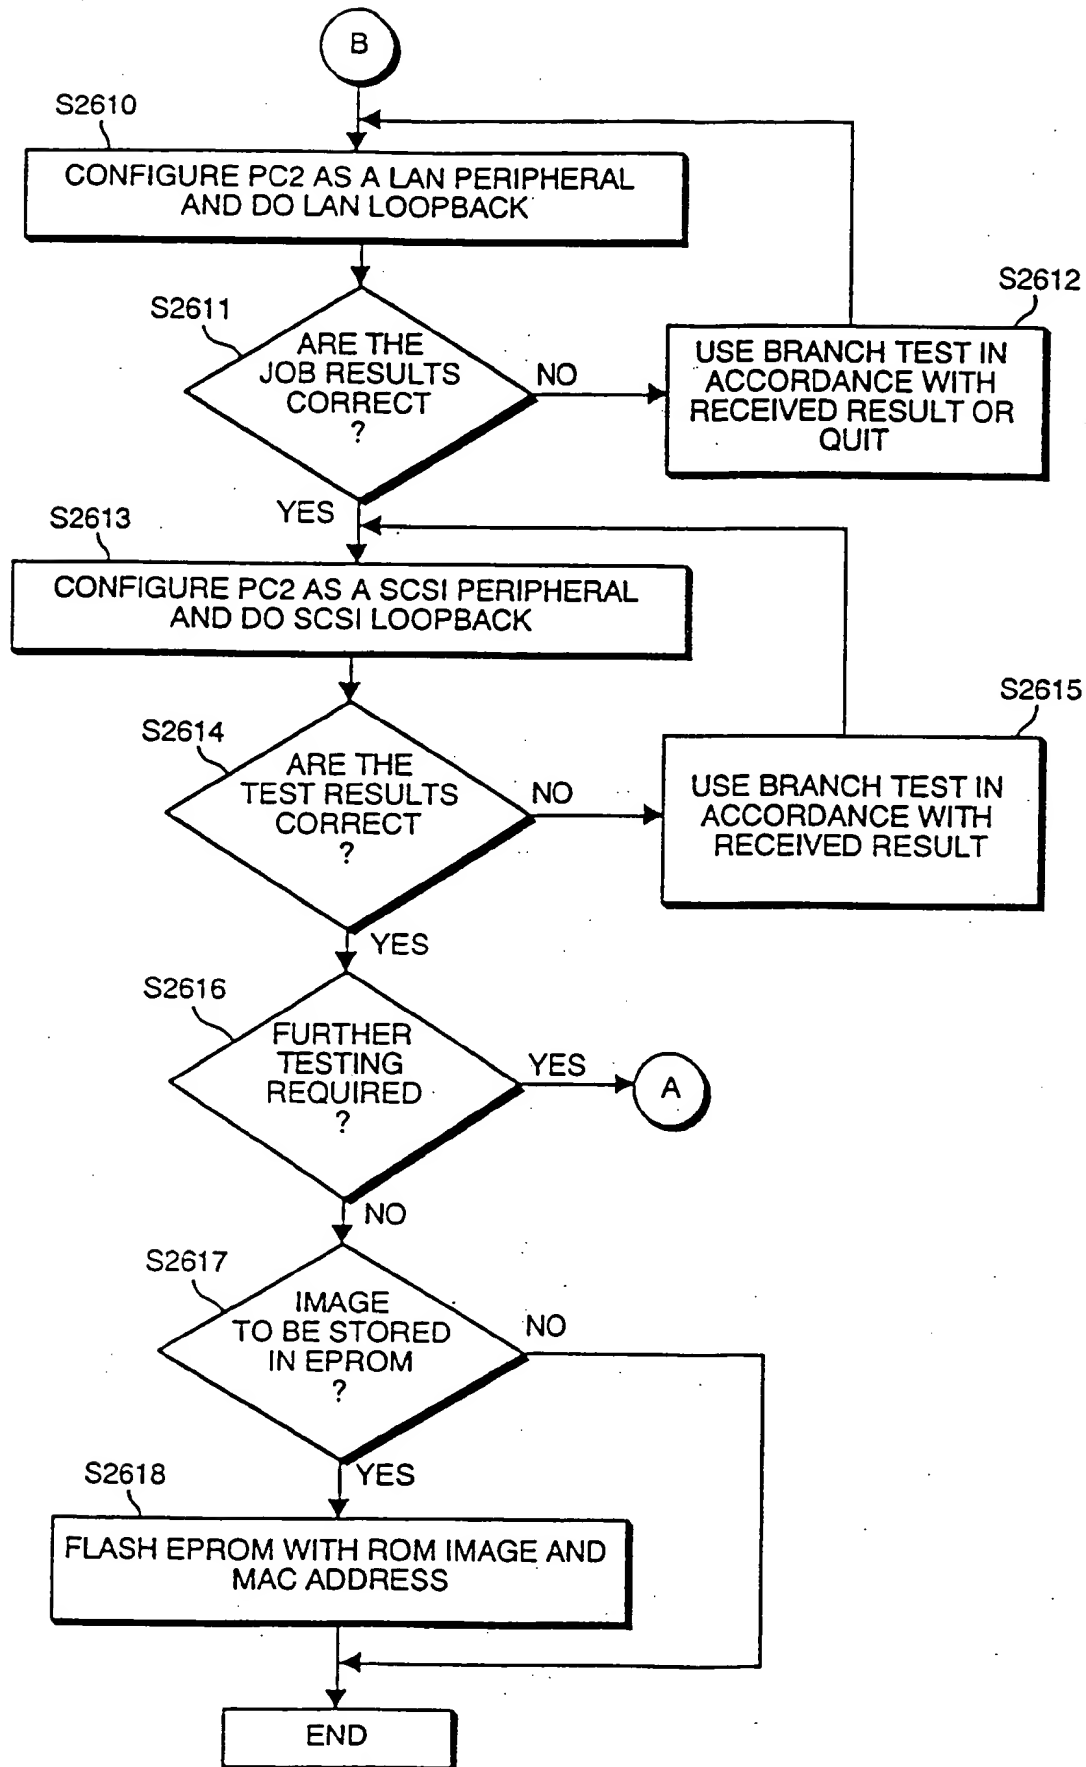 B
S2610
CONFIGURE PC2 AS A LAN PERIPHERAL
AND DO LAN LOOPBACK
S2611
ARE THE
JOB RESULTS
CORRECT
?
NO
S2612
USE BRANCH TEST IN
ACCORDANCE WITH
RECEIVED RESULT OR
QUIT
YES
S2613
CONFIGURE PC2 AS A SCSI PERIPHERAL
AND DO SCSI LOOPBACK
S2614
ARE THE
TEST RESULTS
CORRECT
?
NO
S2615
USE BRANCH TEST IN
ACCORDANCE WITH
RECEIVED RESULT
YES
S2616
FURTHER
TESTING
REQUIRED
?
YES
A
NO
S2617
IMAGE
TO BE STORED
IN EPROM
?
NO
YES
S2618
FLASH EPROM WITH ROM IMAGE AND
MAC ADDRESS
END